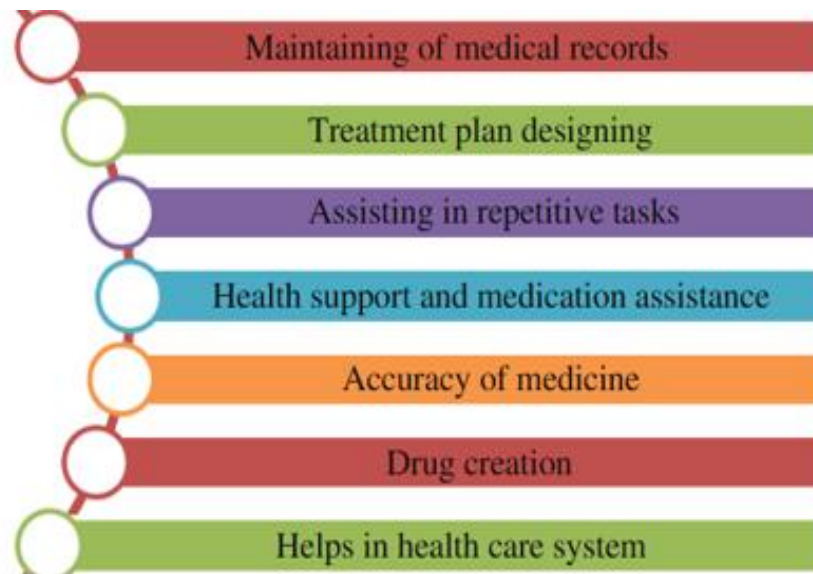 Maintaining of medical records
Treatment plan designing
Assisting in repetitive tasks
Health support and medication assistance
Accuracy of medicine
Drug creation
Helps in health care system